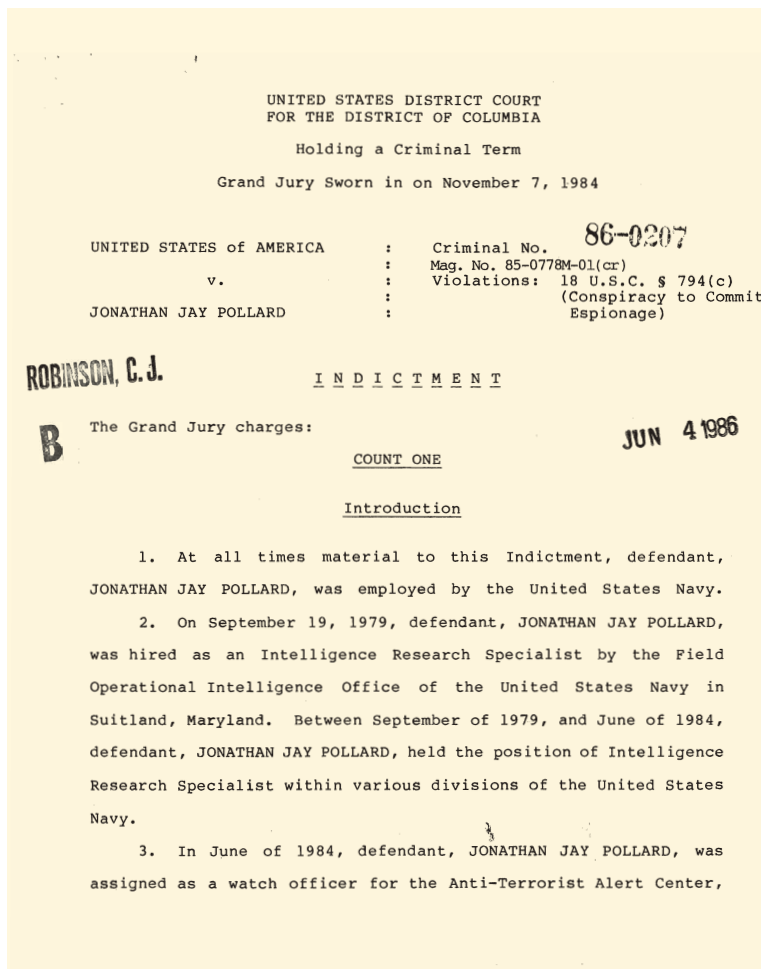 UNITED STATES DISTRICT COURT
FOR THE DISTRICT OF COLUMBIA
Holding a Criminal Term
Grand Jury Sworn in on November 7, 1984
UNITED STATES of AMERICA : Criminal No. 86-0207
: Mag. No. 85-0778M-01(cr)
v. : Violations: 18 U.S.C. § 794(c)
: (Conspiracy to Commit
JONATHAN JAY POLLARD : Espionage)
ROBINSON, C. J.
I N D I C T M E N T
B
The Grand Jury charges:
JUN 4 1986
COUNT ONE
Introduction
1. At all times material to this Indictment, defendant,
JONATHAN JAY POLLARD, was employed by the United States Navy.
2. On September 19, 1979, defendant, JONATHAN JAY POLLARD,
was hired as an Intelligence Research Specialist by the Field
Operational Intelligence Office of the United States Navy in
Suitland, Maryland. Between September of 1979, and June of 1984,
defendant, JONATHAN JAY POLLARD, held the position of Intelligence
Research Specialist within various divisions of the United States
Navy.
3. In June of 1984, defendant, JONATHAN JAY POLLARD, was
assigned as a watch officer for the Anti-Terrorist Alert Center,